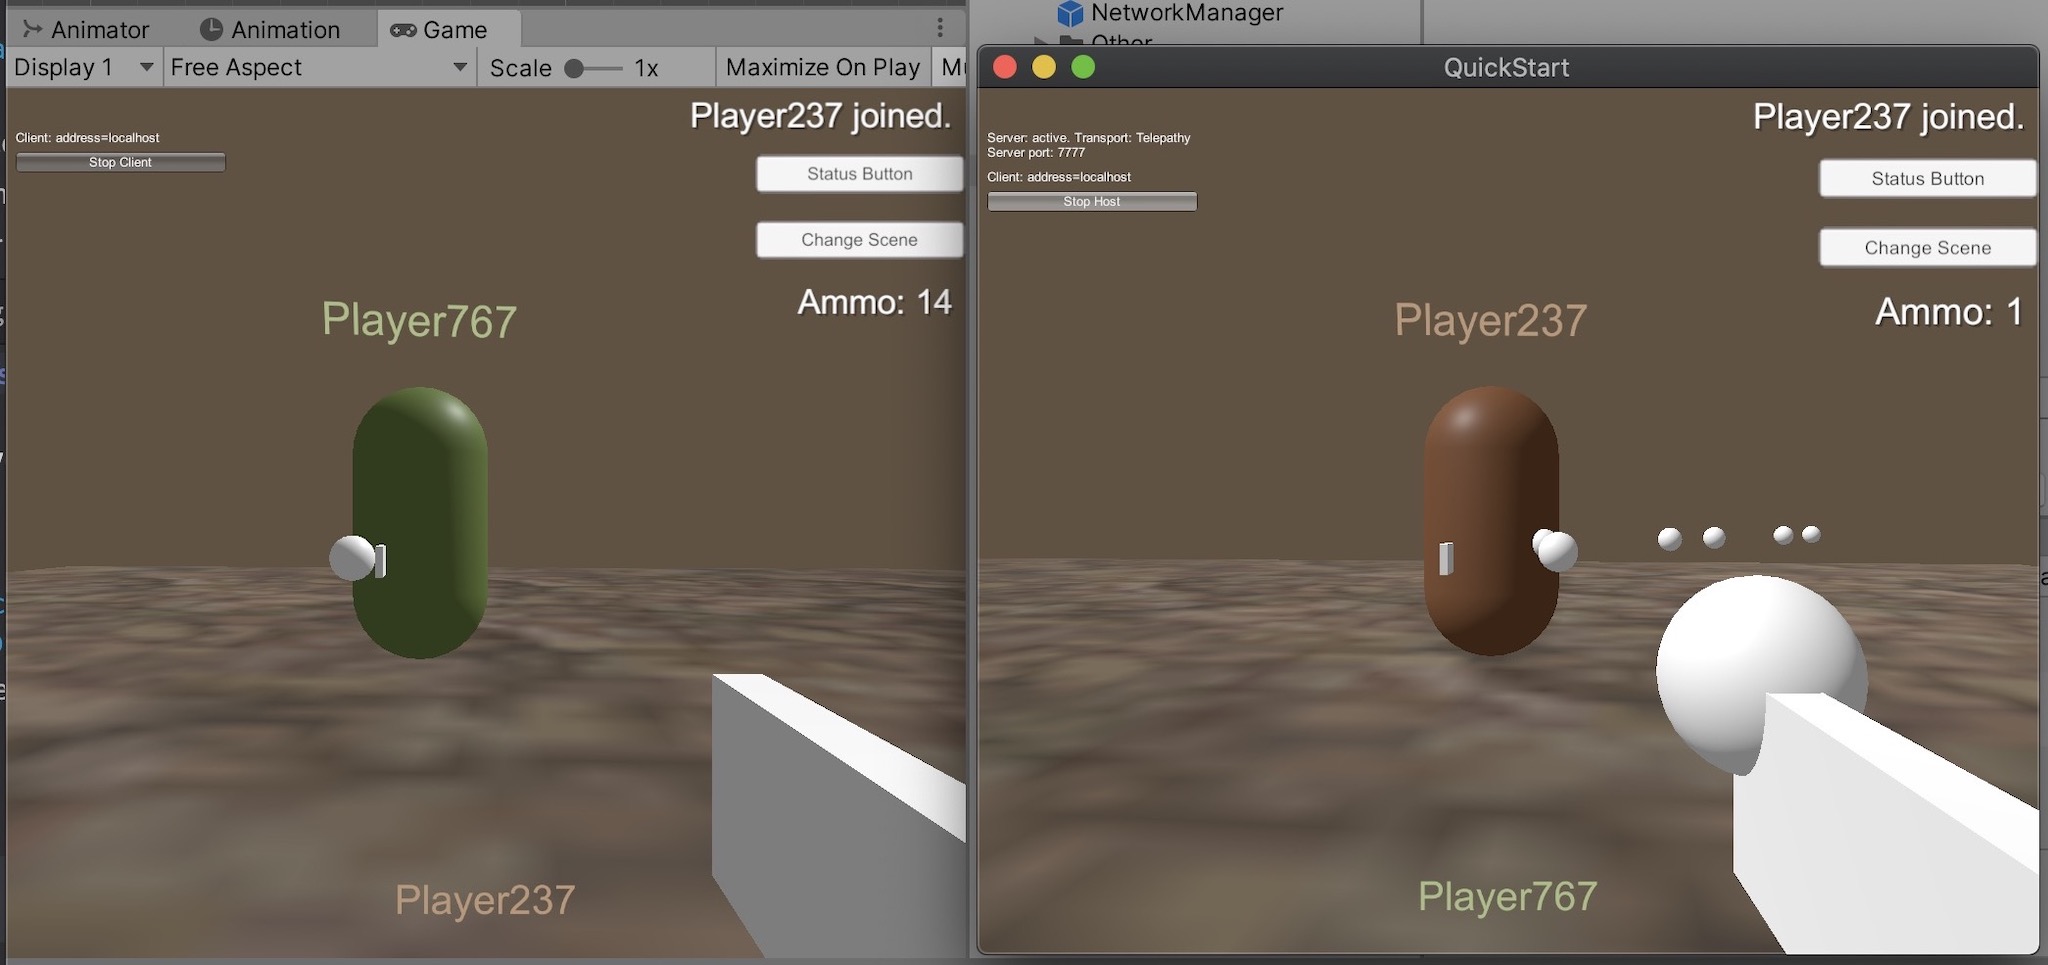 Animator
Animation
Game
Display 1
Free Aspect
Scale
1x
Maximize On Play
Client: address=localhost
Stop Client
Player237 joined.
Status Button
Change Scene
Ammo: 14
Player767
Player237
NetworkManager
Other
QuickStart
Server: active. Transport: Telepathy
Server port: 7777
Client: address=localhost
Stop Host
Player237 joined.
Status Button
Change Scene
Ammo: 1
Player237
Player767